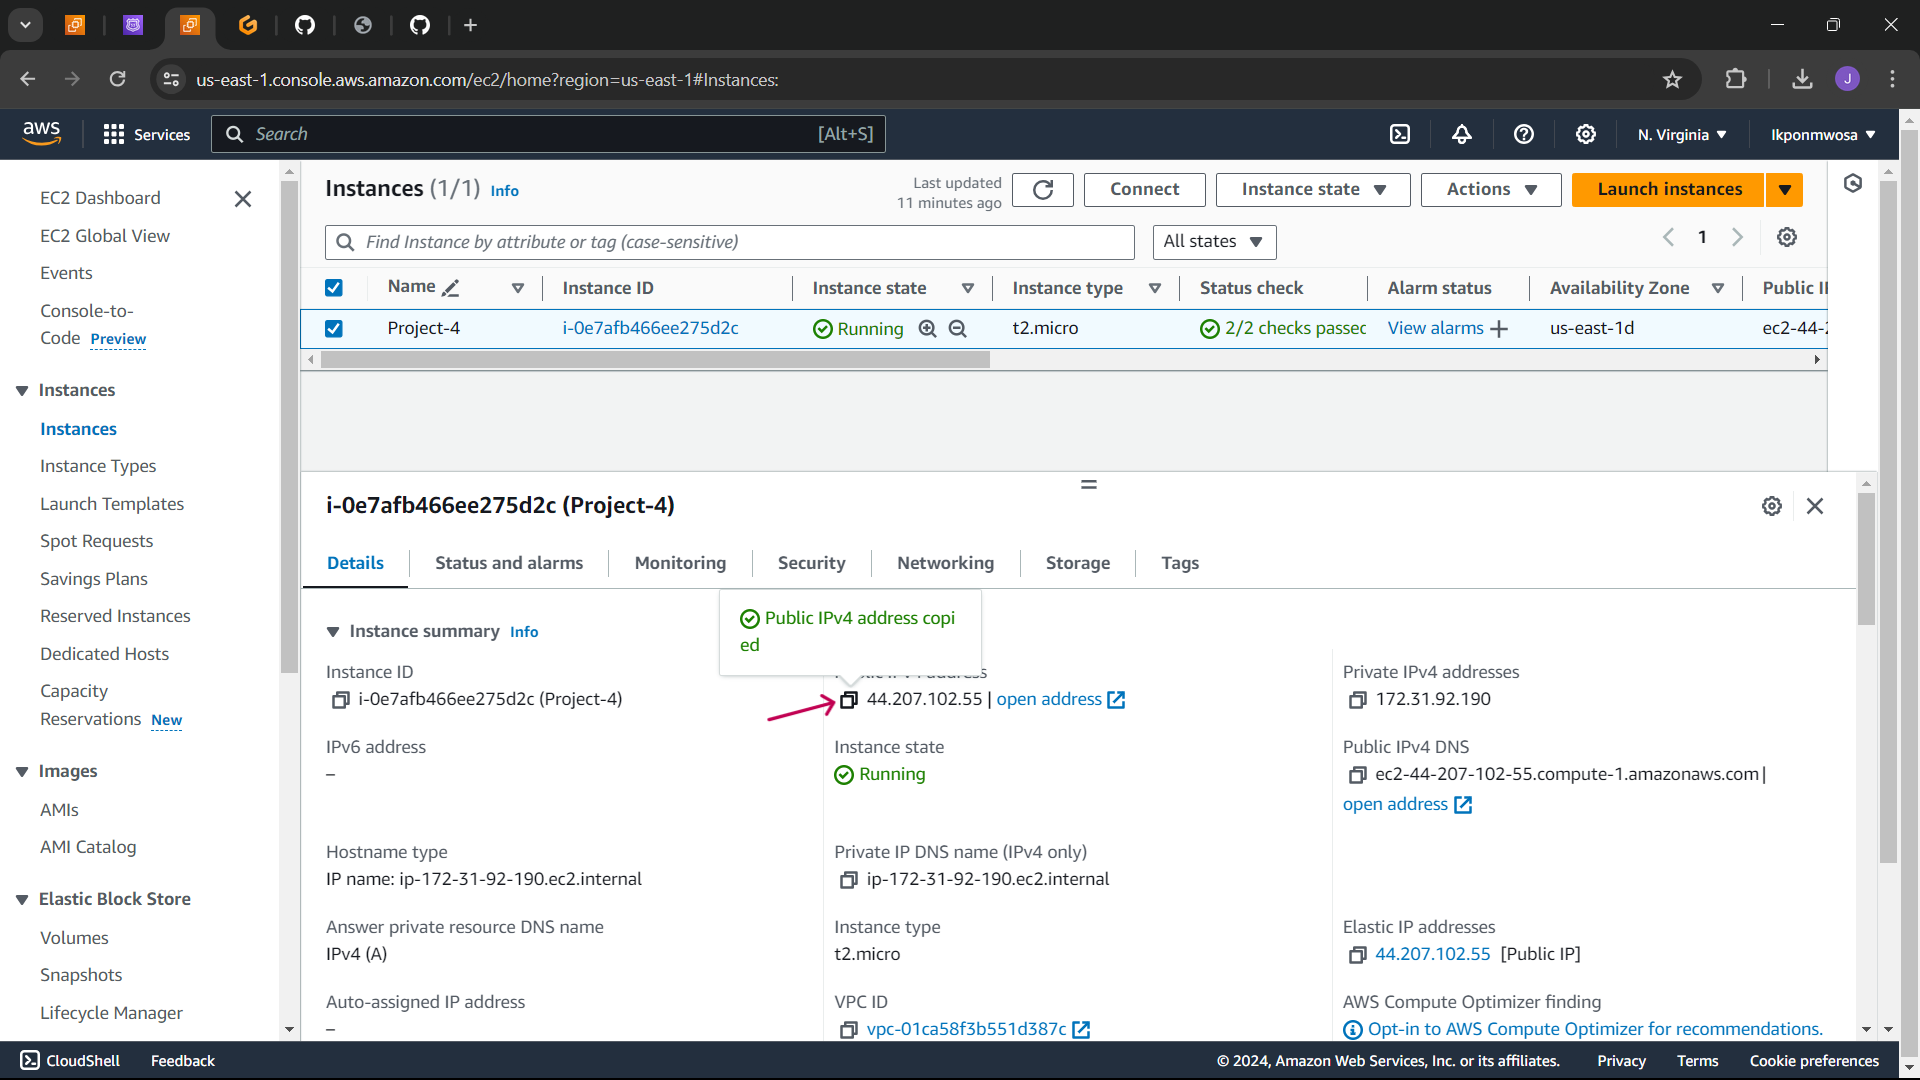 us-east-1.console.aws.amazon.com/ec2/home?region=us-east-1#Instances:
J
aws
Services
Search
[Alt+S]
N. Virginia
Ikponmwosa
EC2 Dashboard
EC2 Global View
Events
Console-to-
Code Preview
Instances
Instances
Instance Types
Launch Templates
Spot Requests
Savings Plans
Reserved Instances
Dedicated Hosts
Capacity
Reservations New
Images
AMIs
AMI Catalog
Elastic Block Store
Volumes
Snapshots
Lifecycle Manager
Instances (1/1) Info
Last updated
11 minutes ago
Connect
Instance state
Actions
Launch instances
Find Instance by attribute or tag (case-sensitive)
All states
1
Name Instance ID Instance state Instance type Status check Alarm status Availability Zone Public
Project-4 i-0e7afb466ee275d2c Running t2.micro 2/2 checks passec View alarms us-east-1d ec2-44-
i-0e7afb466ee275d2c (Project-4)
Details Status and alarms Monitoring Security Networking Storage Tags
Public IPv4 address copi
ed
Instance summary Info
Instance ID
i-0e7afb466ee275d2c (Project-4)
44.207.102.55 | open address
Private IPv4 addresses
172.31.92.190
IPv6 address
–
Instance state
Running
Public IPv4 DNS
ec2-44-207-102-55.compute-1.amazonaws.com |
open address
Hostname type
IP name: ip-172-31-92-190.ec2.internal
Private IP DNS name (IPv4 only)
ip-172-31-92-190.ec2.internal
Answer private resource DNS name
IPv4 (A)
Instance type
t2.micro
Elastic IP addresses
44.207.102.55 [Public IP]
Auto-assigned IP address
–
VPC ID
vpc-01ca58f3b551d387c
AWS Compute Optimizer finding
Opt-in to AWS Compute Optimizer for recommendations.
CloudShell
Feedback
© 2024, Amazon Web Services, Inc. or its affiliates.
Privacy
Terms
Cookie preferences